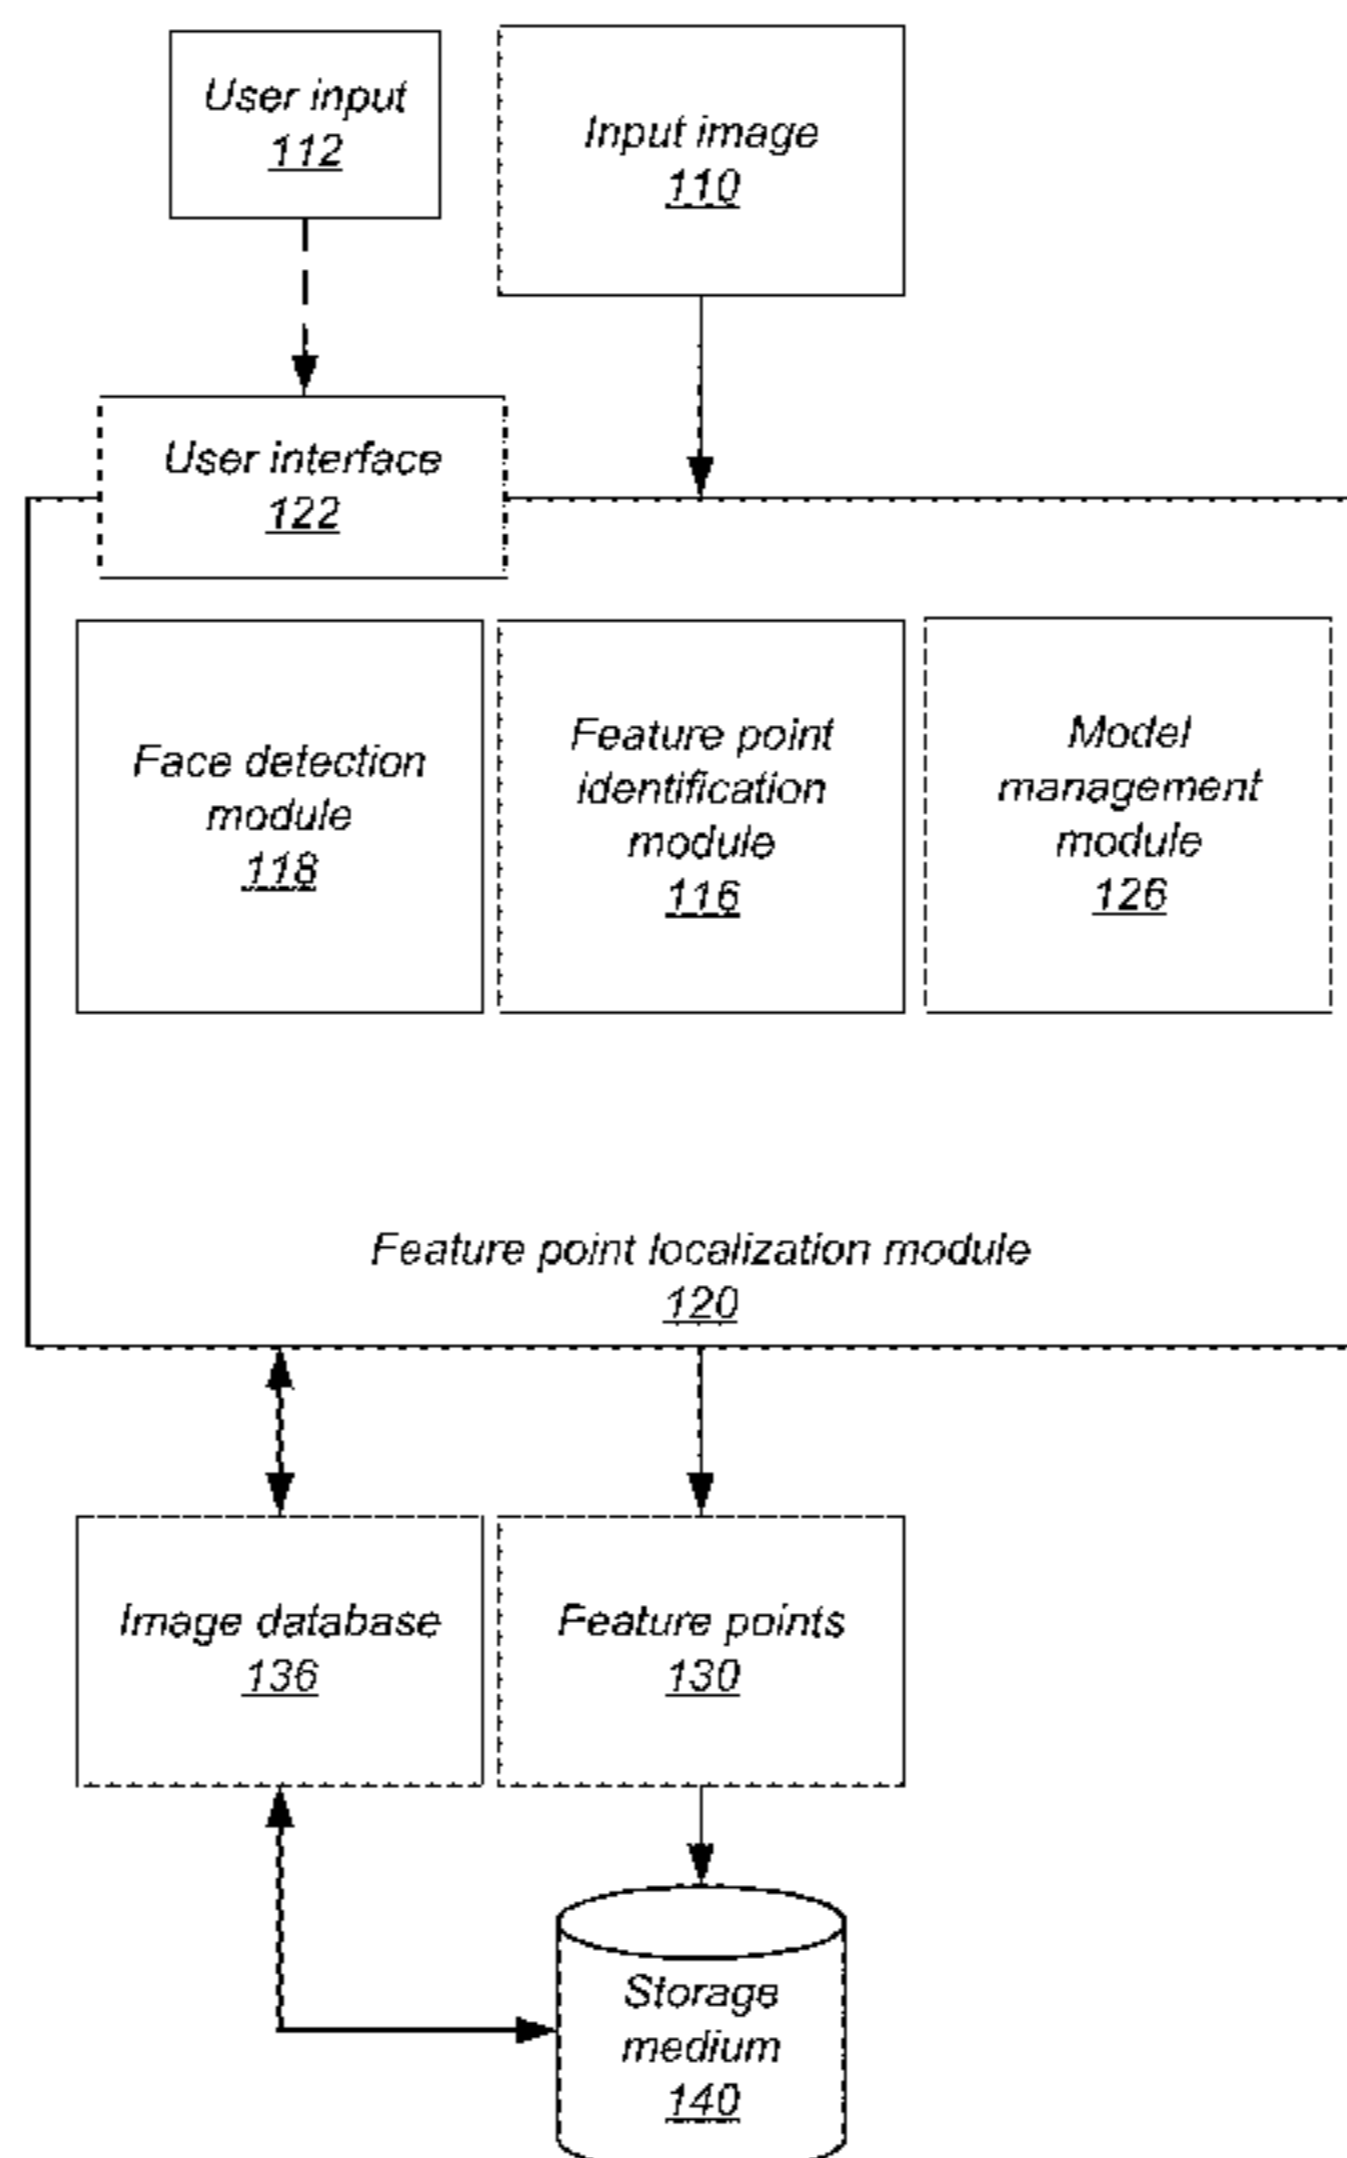 User input
112
Input image
110
User interface
122
Face detection
module
118
Feature point
identification
module
116
Model
management
module
126
Feature point localization module
120
Image database
136
Feature points
130
Storage
medium
140